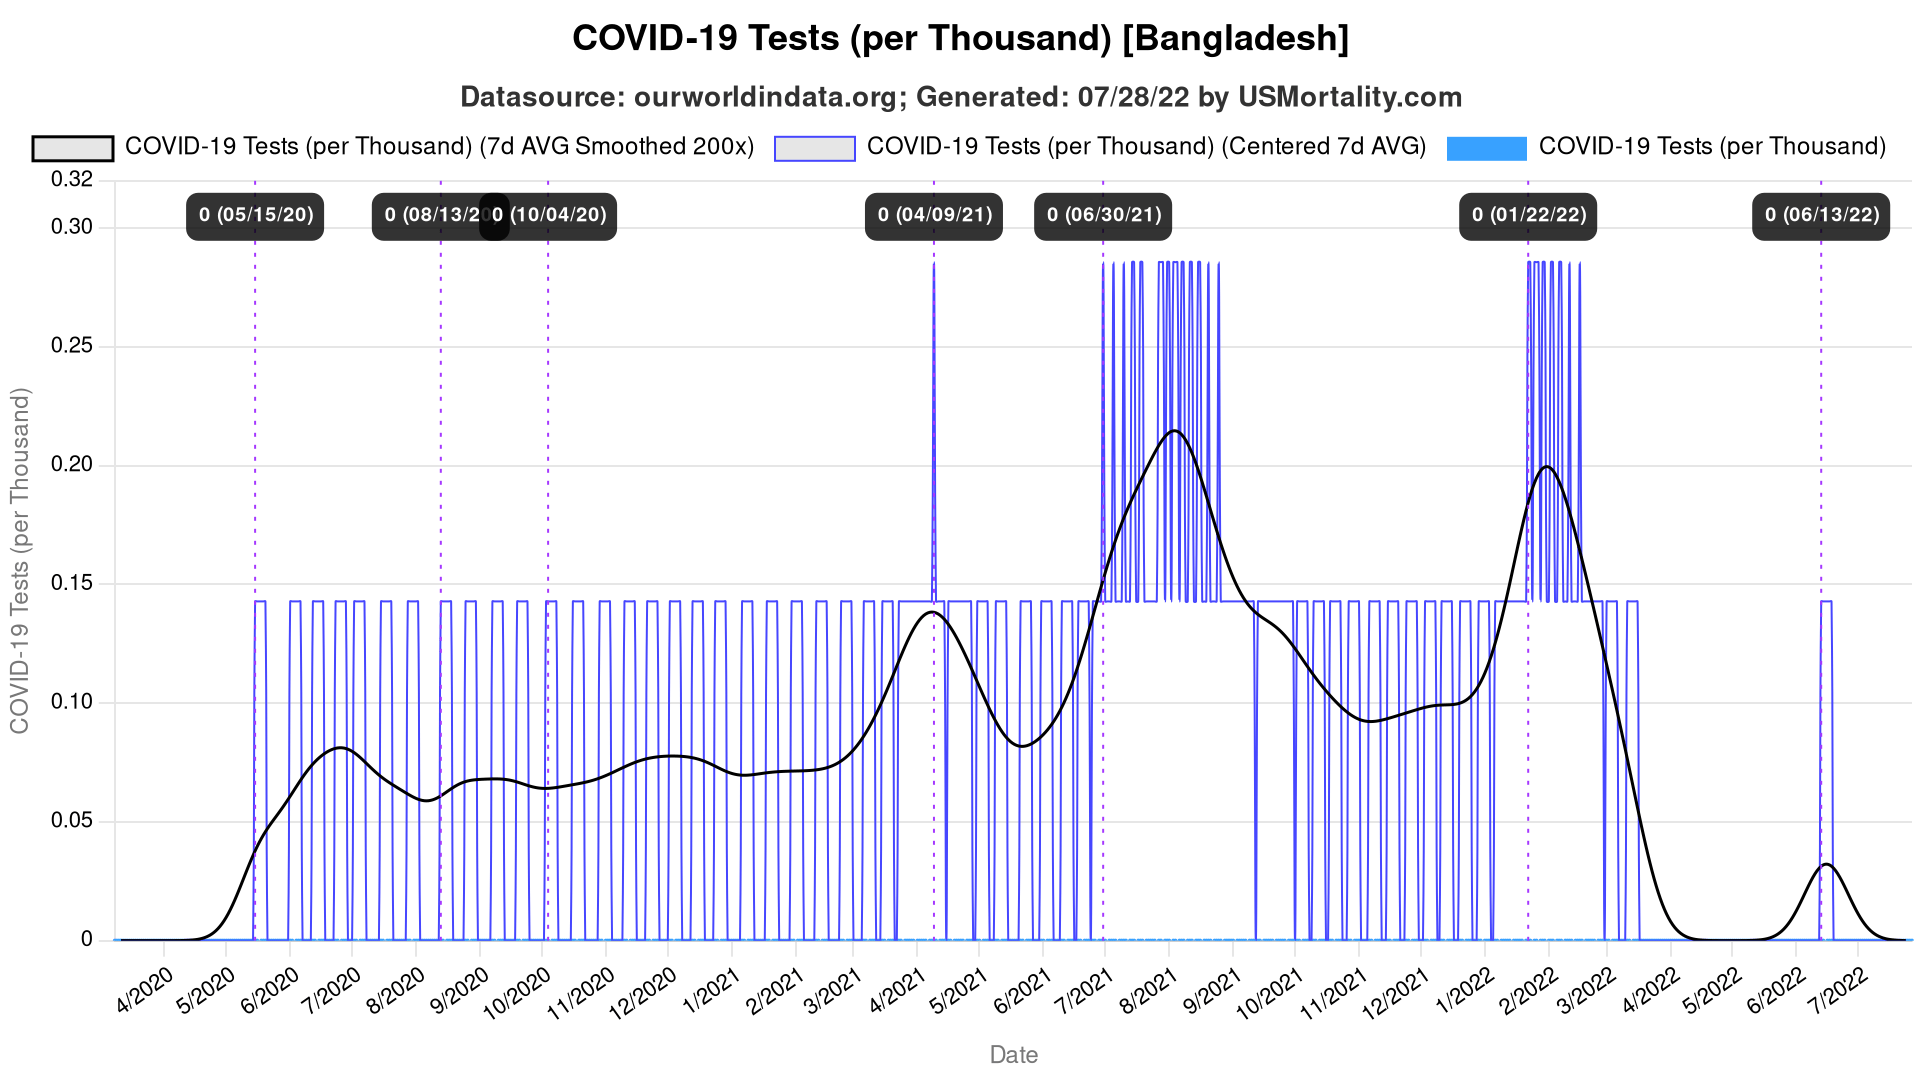 COVID-19 Tests (per Thousand) [Bangladesh]
Datasource: ourworldindata.org; Generated: 07/28/22 by USMortality.com
COVID-19 Tests (per Thousand) (7d AVG Smoothed 200x) COVID-19 Tests (per Thousand) (Centered 7d AVG) COVID-19 Tests (per Thousand)
0.32
0 (05/15/20) 0 (08/13/20) 0 (10/04/20) 0 (04/09/21) 0 (06/30/21) 0 (01/22/22) 0 (06/13/22)
0.30
0.25
0.20
0.15
0.10
0.05
0
COVID-19 Tests (per Thousand)
4/2020 5/2020 6/2020 7/2020 8/2020 9/2020 10/2020 11/2020 12/2020 1/2021 2/2021 3/2021 4/2021 5/2021 6/2021 7/2021 8/2021 9/2021 10/2021 11/2021 12/2021 1/2022 2/2022 3/2022 4/2022 5/2022 6/2022 7/2022
Date